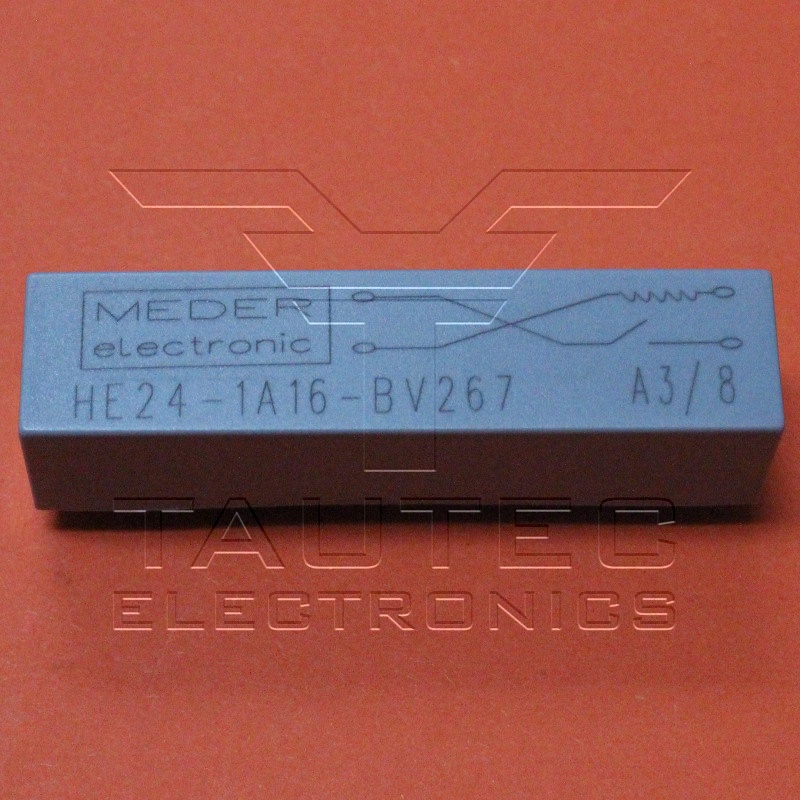 MEDER
electronic
HE24-1A16-BV267 A3/8
TAUTEC
ELECTRONICS